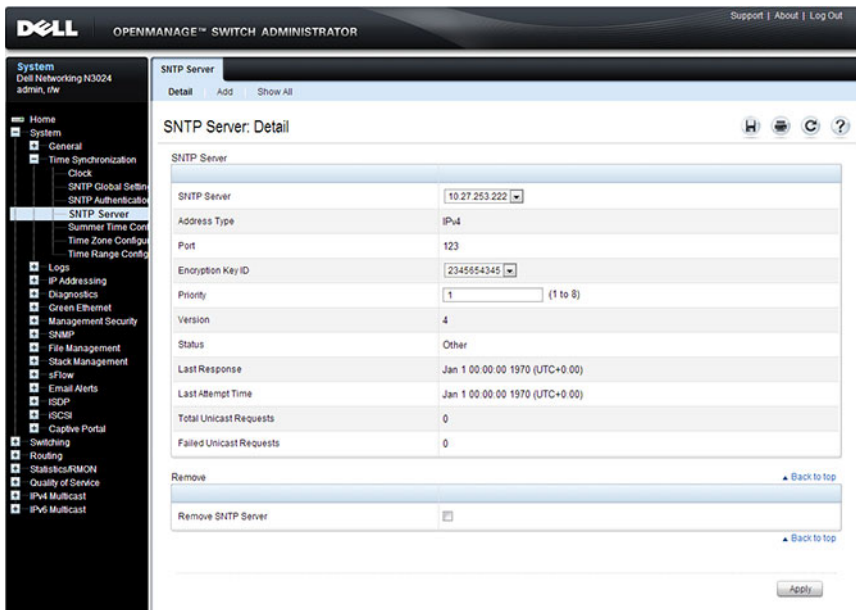 Support | About | Log Out
DELL
OPENMANAGE™ SWITCH ADMINISTRATOR
System
Dell Networking N3024
admin, r/w
Home
System
General
Time Synchronization
Clock
SNTP Global Settin
SNTP Authenticatio
SNTP Server
Summer Time Conf
Time Zone Configur
Time Range Config
Logs
IP Addressing
Diagnostics
Green Ethernet
Management Security
SNMP
File Management
Stack Management
sFlow
Email Alerts
ISDP
iSCSI
Captive Portal
Switching
Routing
Statistics/RMON
Quality of Service
IPv4 Multicast
IPv6 Multicast
SNTP Server
Detail Add Show All
SNTP Server: Detail
SNTP Server
SNTP Server 10.27.253.222
Address Type IPv4
Port 123
Encryption Key ID 2345654345
Priority 1 (1 to 8)
Version 4
Status Other
Last Response Jan 1 00:00:00 1970 (UTC+0:00)
Last Attempt Time Jan 1 00:00:00 1970 (UTC+0:00)
Total Unicast Requests 0
Failed Unicast Requests 0
Remove Back to top
Remove SNTP Server
Back to top
Apply